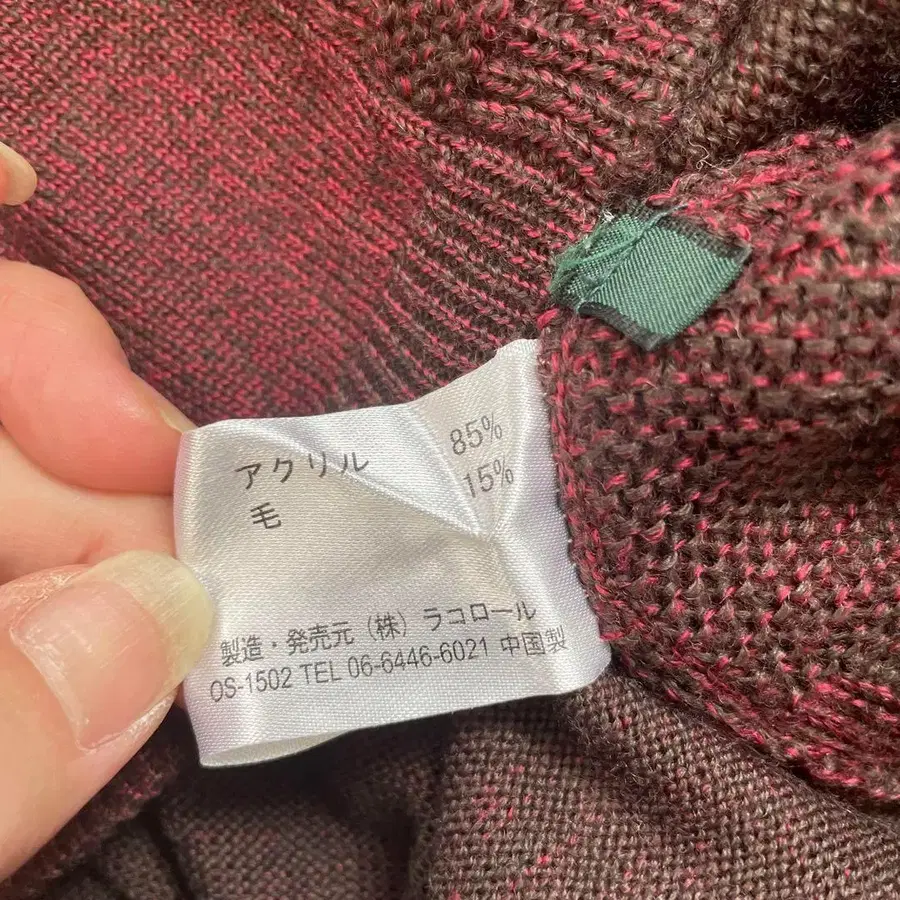 アクリル 85%
毛 15%
製造・発売元（株）ラコロール
OS-1502 TEL 06-6446-6021 中国製